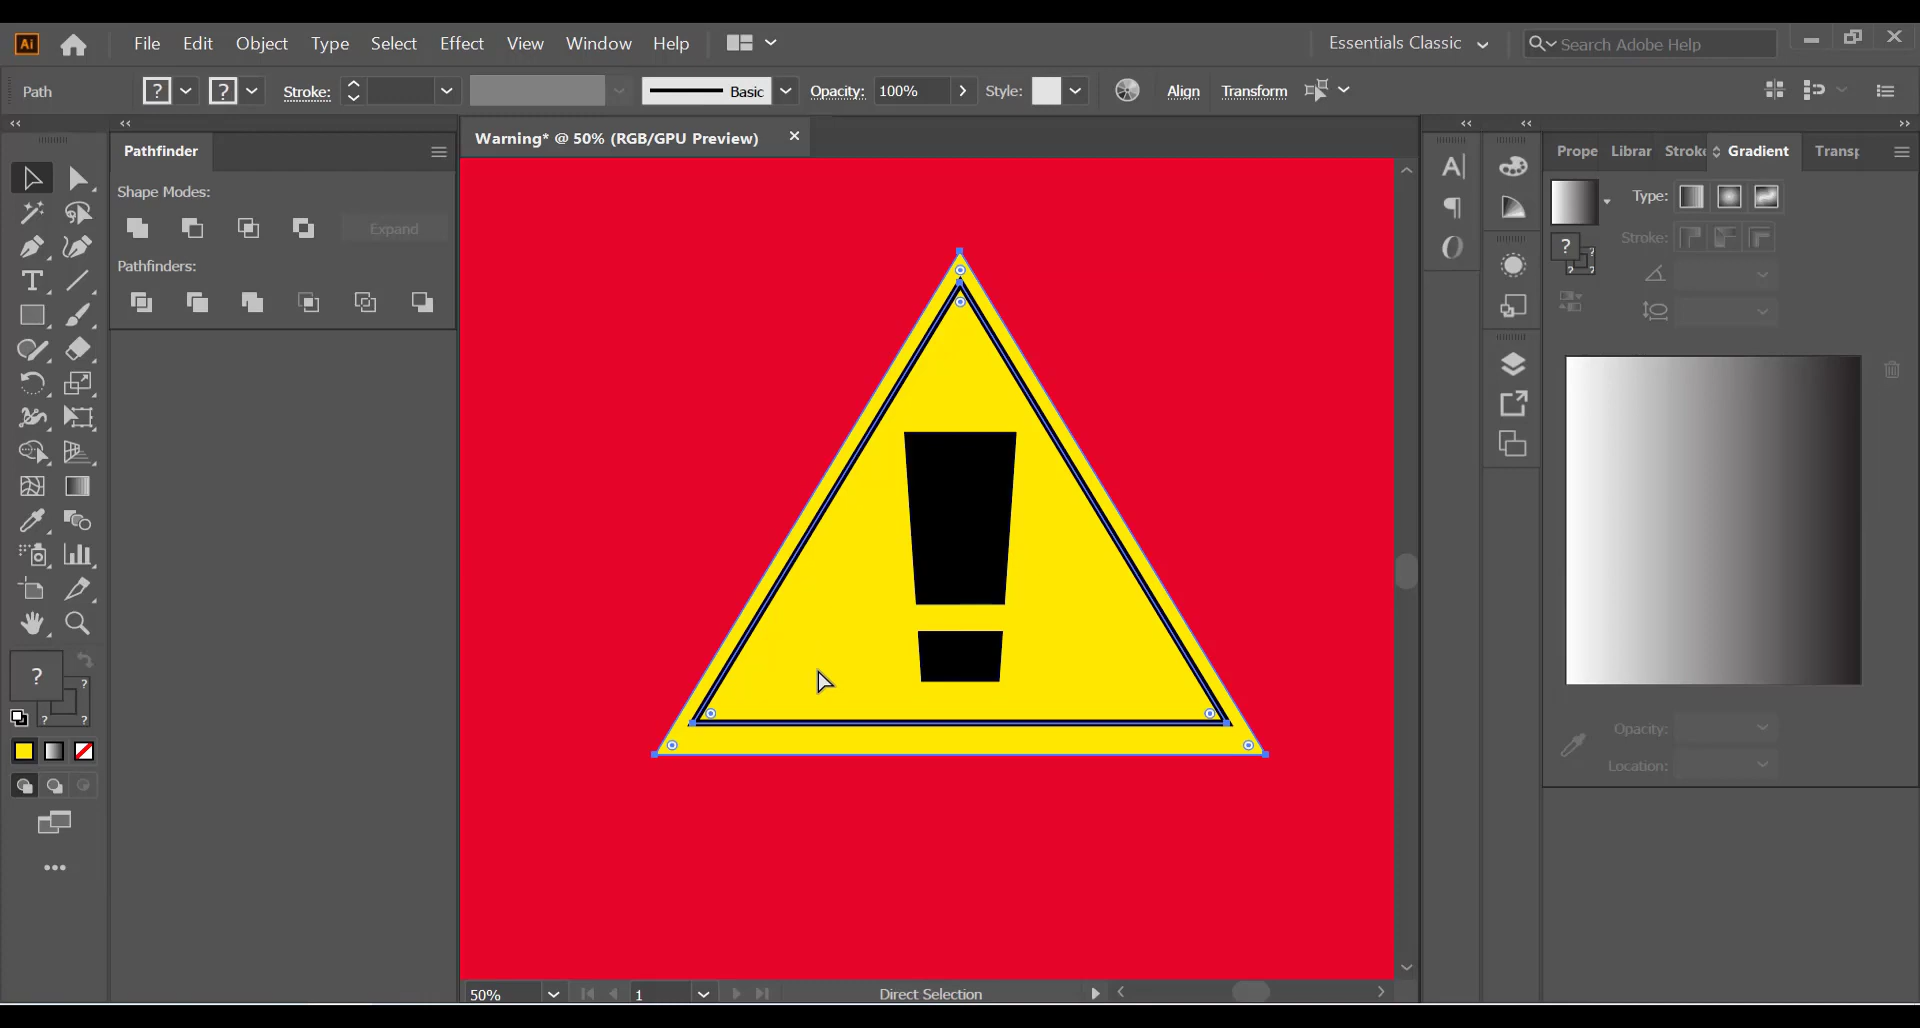 Ai File Edit Object Type Select Effect View Window Help Essentials Classic Search Adobe Help
Path ? ? Stroke: Basic Opacity: 100% Style: Align Transform
Pathfinder
Shape Modes:
Expand
Pathfinders:
Warning* @ 50% (RGB/GPU Preview)
Prope Librar Stroke Gradient Transp
Type:
Stroke:
?
? ?
Opacity:
Location:
?
?
? ?
!
50% 1 Direct Selection